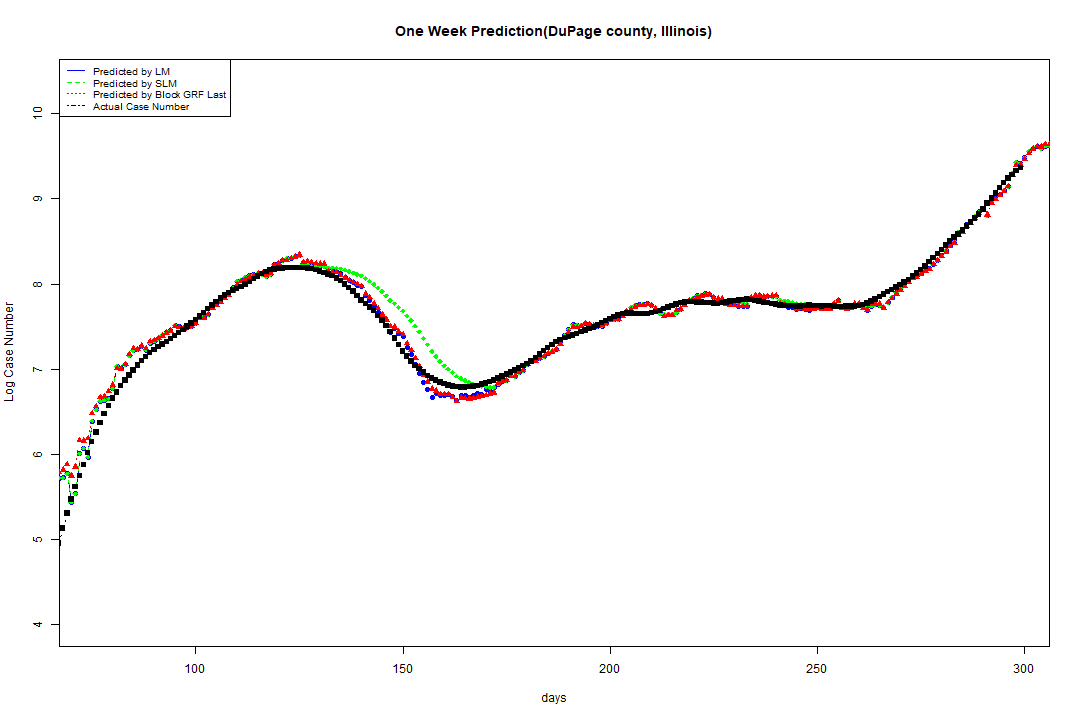 One Week Prediction(DuPage county, Illinois)
Predicted by LM
Predicted by SLM
Predicted by Block GRF Last
Actual Case Number
10
9
8
7
6
5
4
Log Case Number
100 150 200 250 300
days